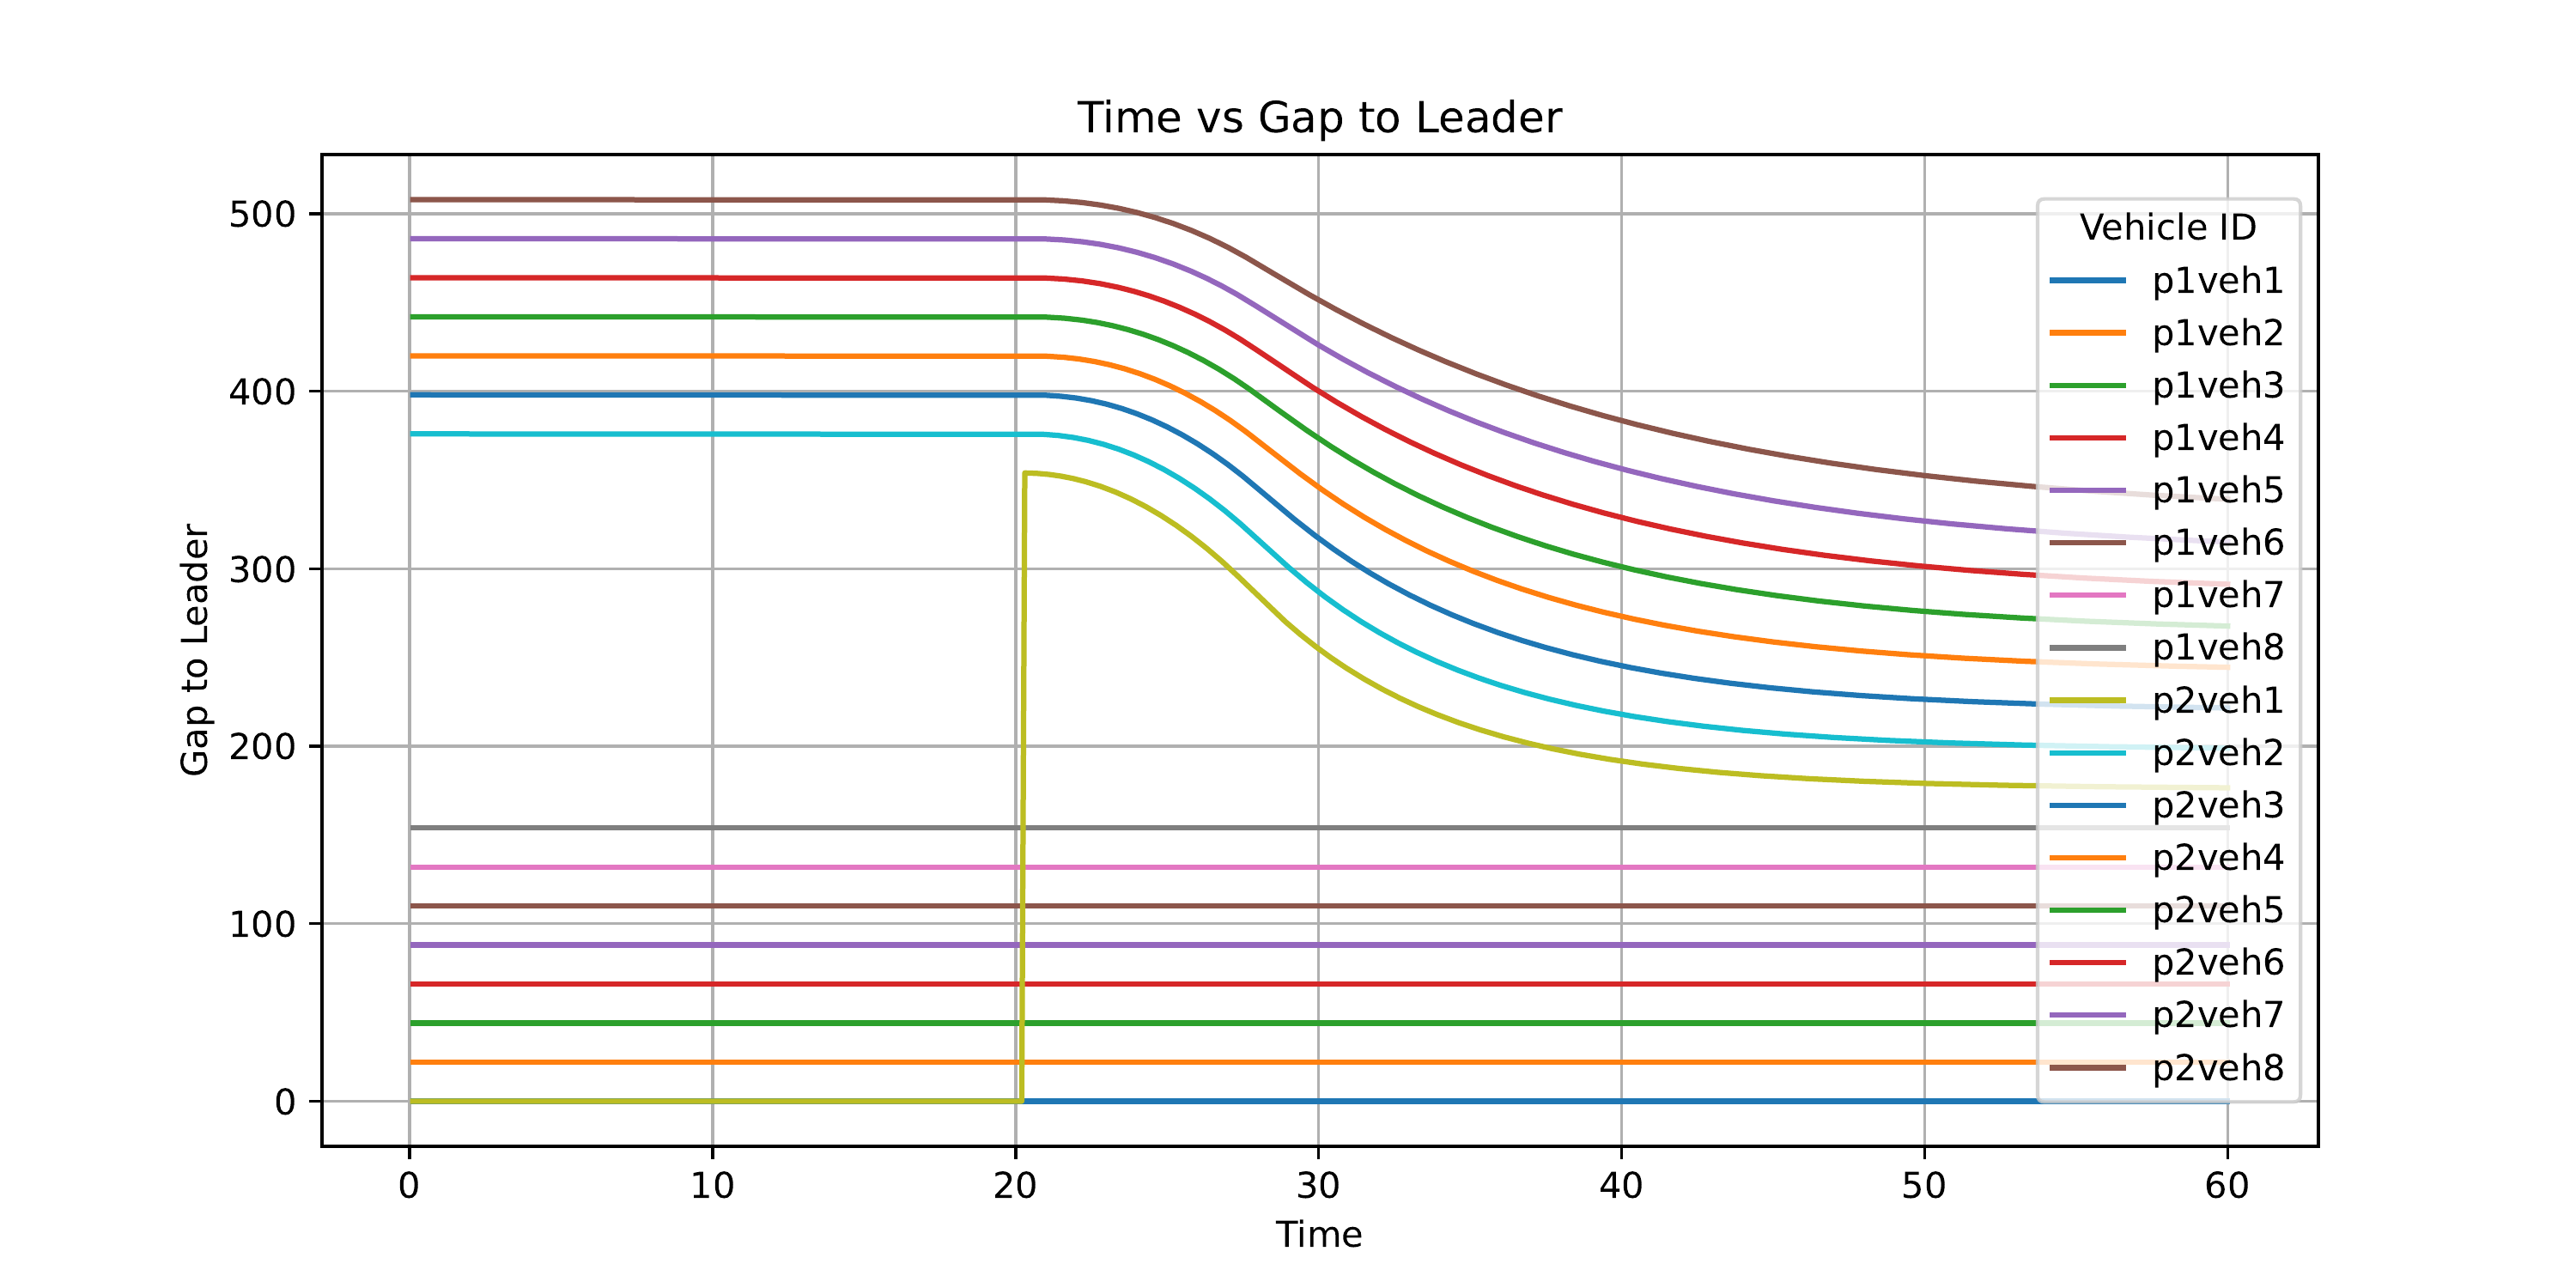 Time vs Gap to Leader
Gap to Leader
500
400
300
200
100
0
0 10 20 30 40 50 60
Time
Vehicle ID
p1veh1
p1veh2
p1veh3
p1veh4
p1veh5
p1veh6
p1veh7
p1veh8
p2veh1
p2veh2
p2veh3
p2veh4
p2veh5
p2veh6
p2veh7
p2veh8